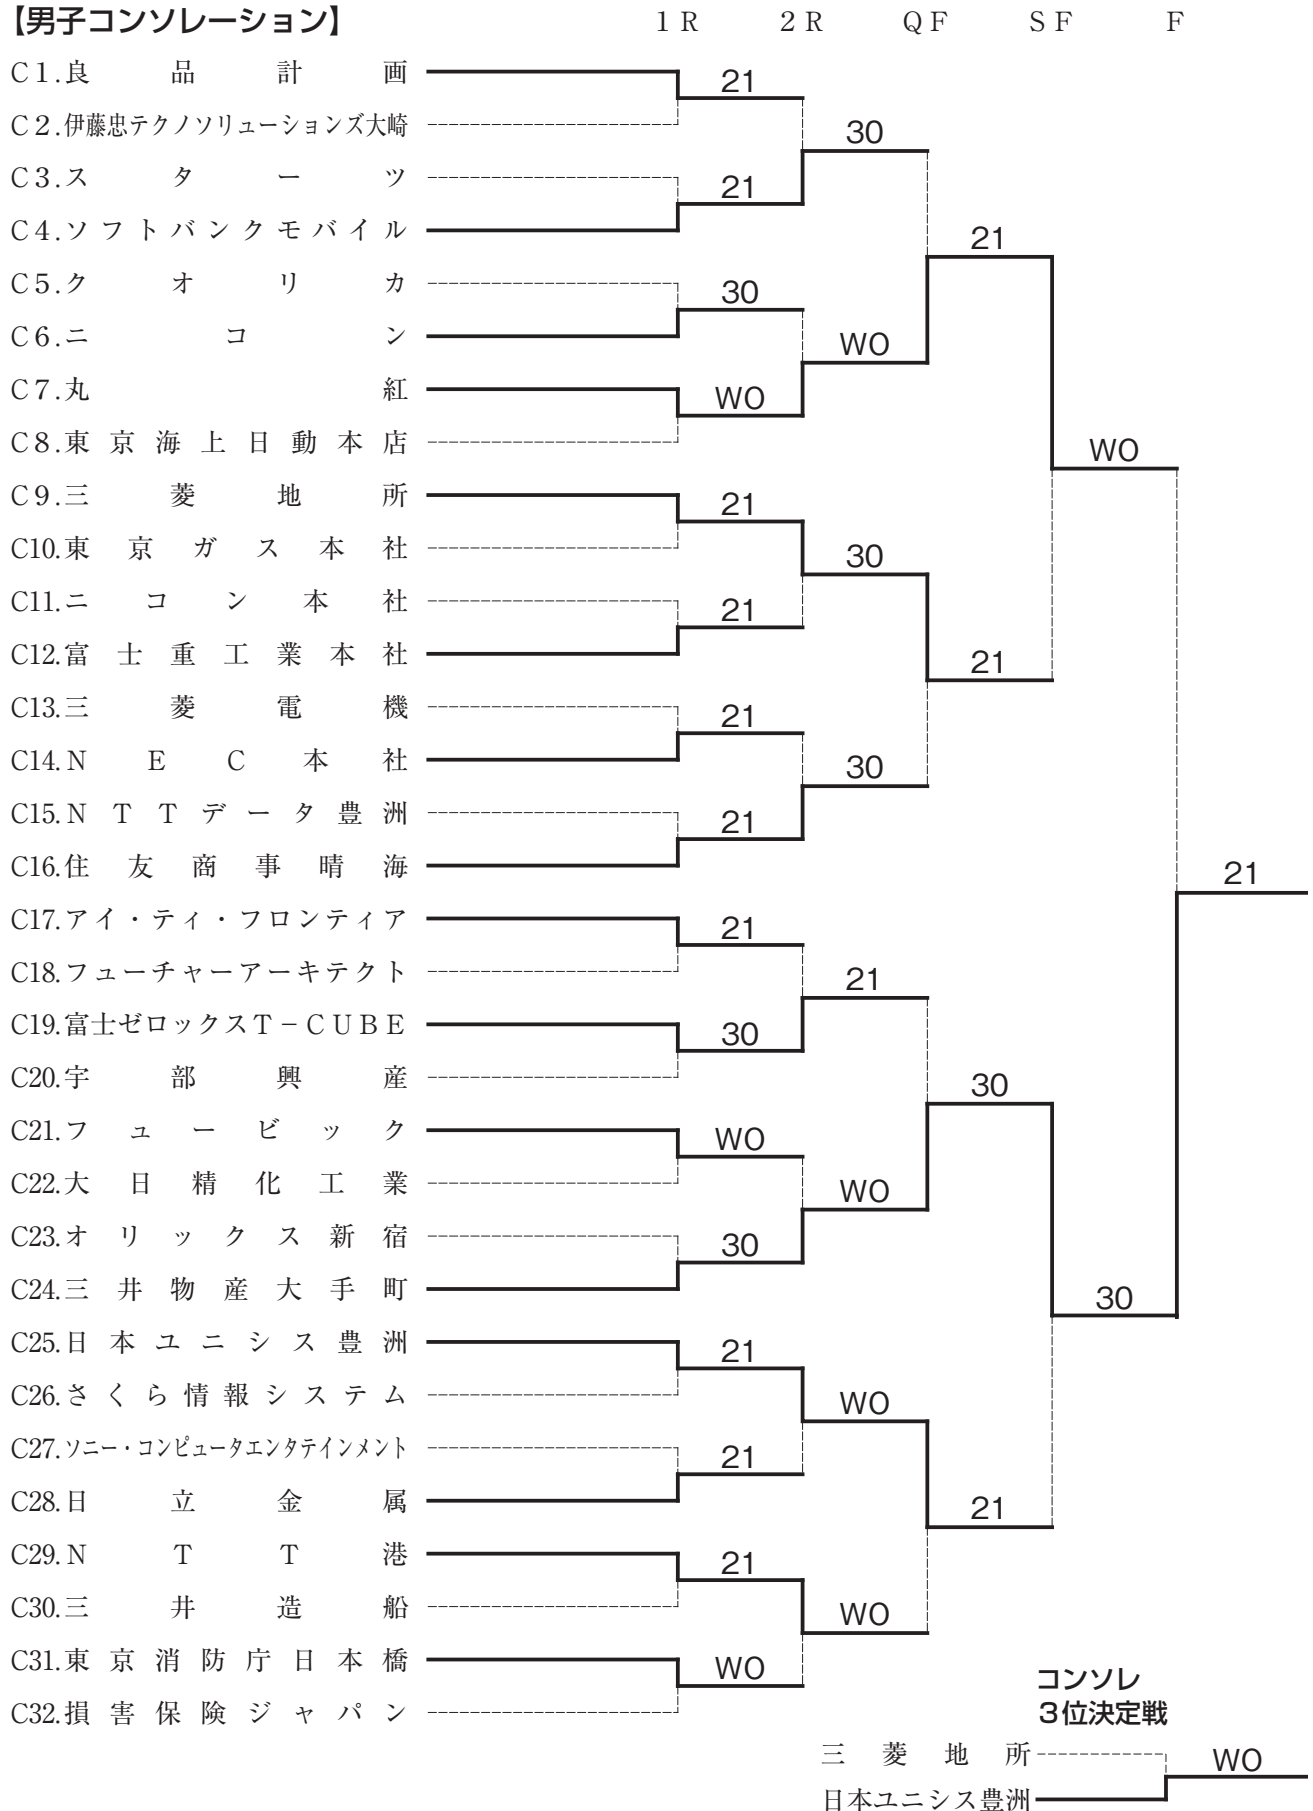 【男子コンソレーション】 1R 2R QF SF F
C1.良品計画
21
C2.伊藤忠テクノソリューションズ大崎
30
C3.スターツ
21
C4.ソフトバンクモバイル
21
C5.クオリカ
30
C6.ニコン
WO
C7.丸紅
WO
C8.東京海上日動本店
WO
C9.三菱地所
21
C10.東京ガス本社
30
C11.ニコン本社
21
C12.富士重工業本社
21
C13.三菱電機
21
C14.NEC本社
30
C15.NTTデータ豊洲
21
C16.住友商事晴海
21
C17.アイ・ティ・フロンティア
21
C18.フューチャーアーキテクト
21
C19.富士ゼロックスT−CUBE
30
C20.宇部興産
30
C21.フュービック
WO
C22.大日精化工業
WO
C23.オリックス新宿
30
C24.三井物産大手町
30
C25.日本ユニシス豊洲
21
C26.さくら情報システム
WO
C27.ソニー・コンピュータエンタテインメント
21
C28.日立金属
21
C29.NTT港
21
C30.三井造船
WO
C31.東京消防庁日本橋
WO
C32.損害保険ジャパン
コンソレ
3位決定戦
三菱地所
WO
日本ユニシス豊洲